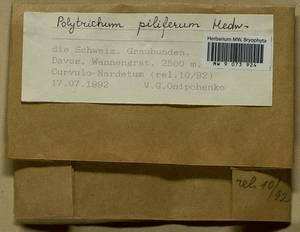 Polytrichum piliferum Hedw.
die Schweiz. Graubunden.
Davos. Wannengrat. 2500 m.
Curvulo-Nardetum (rel.10/92)
17.07.1992 V.G.Onipchenko
Herbarium MW, Bryophyta
MW 9 073 924
rel. 10/92